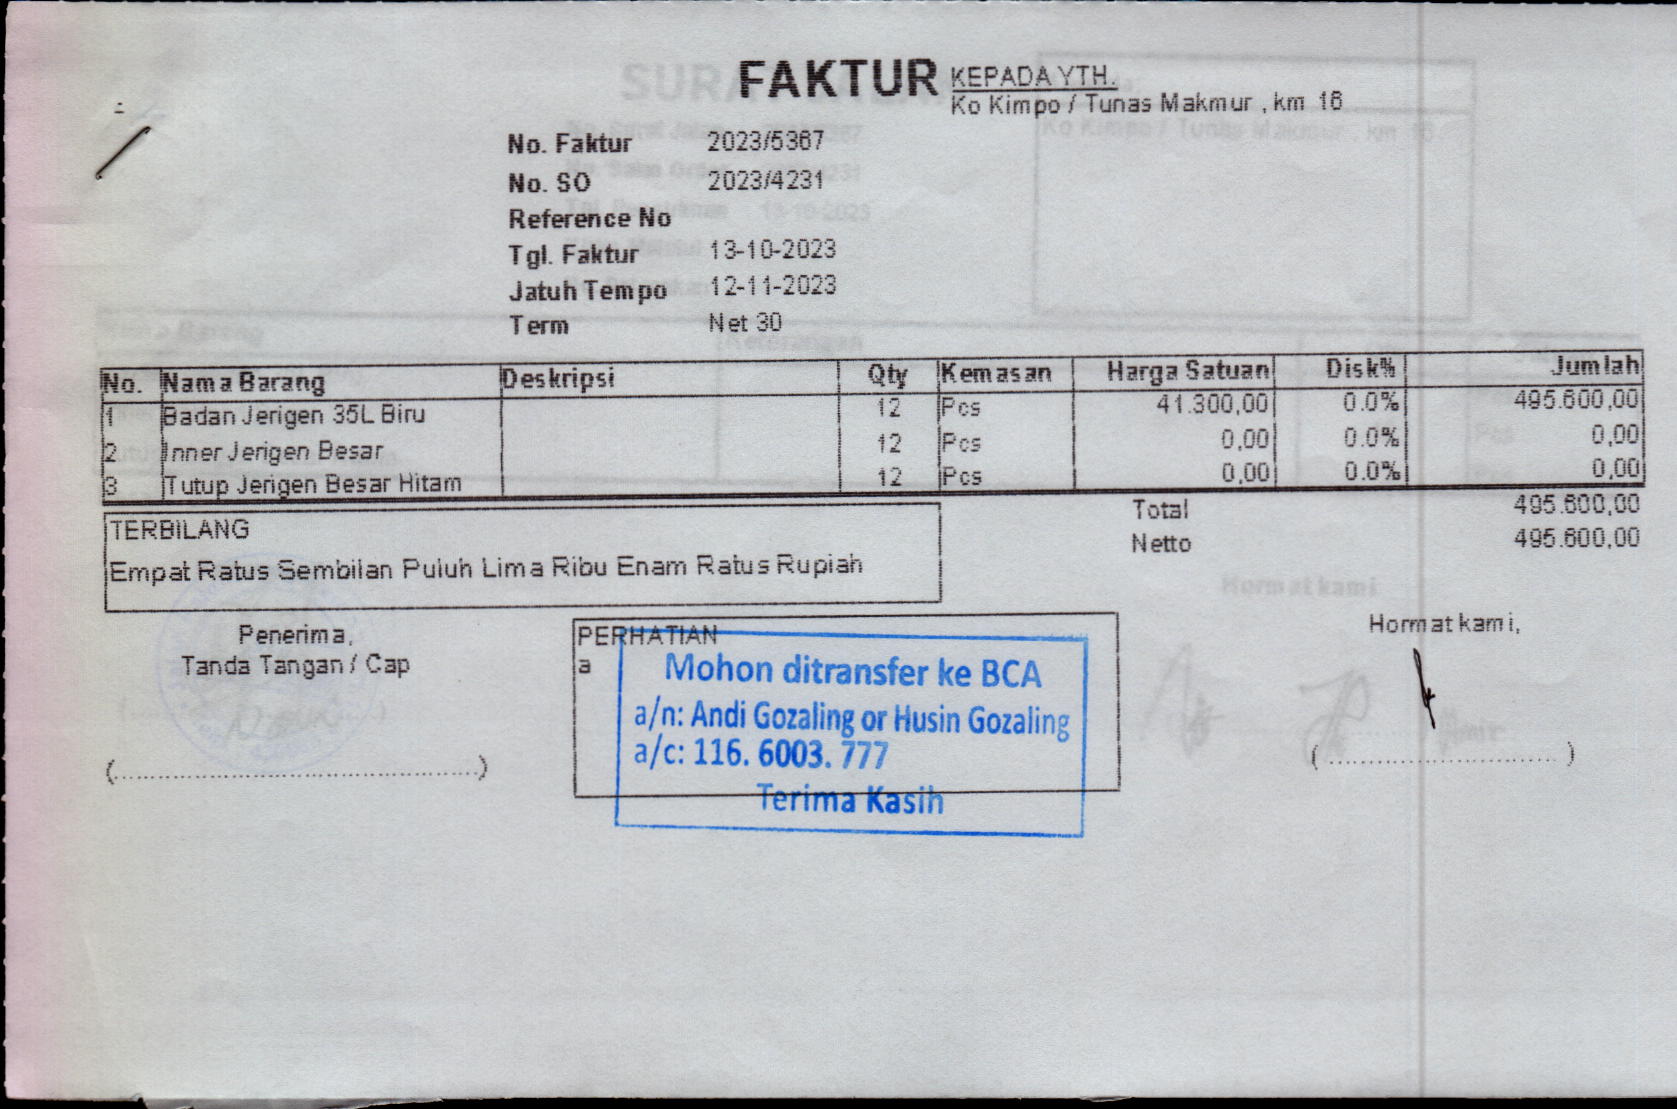 FAKTUR
KEPADA YTH.
Ko Kimpo / Tunas Makmur , km 16
No. Faktur 2023/5367
No. SO 2023/4231
Reference No
Tgl. Faktur 13-10-2023
Jatuh Tempo 12-11-2023
Term Net 30
No. Nama Barang Deskripsi Qty Kemasan Harga Satuan Disk% Jumlah
1 Badan Jerigen 35L Biru 12 Pcs 41.300,00 0.0% 495.600,00
2 Inner Jerigen Besar 12 Pcs 0,00 0.0% 0,00
3 Tutup Jerigen Besar Hitam 12 Pcs 0,00 0.0% 0,00
Total 495.600,00
Netto 495.600,00
TERBILANG
Empat Ratus Sembilan Puluh Lima Ribu Enam Ratus Rupiah
Penerima,
Tanda Tangan / Cap
(................................................)
PERHATIAN
a
Mohon ditransfer ke BCA
a/n: Andi Gozaling or Husin Gozaling
a/c: 116. 6003. 777
Terima Kasih
Hormat kami,
(..............................)